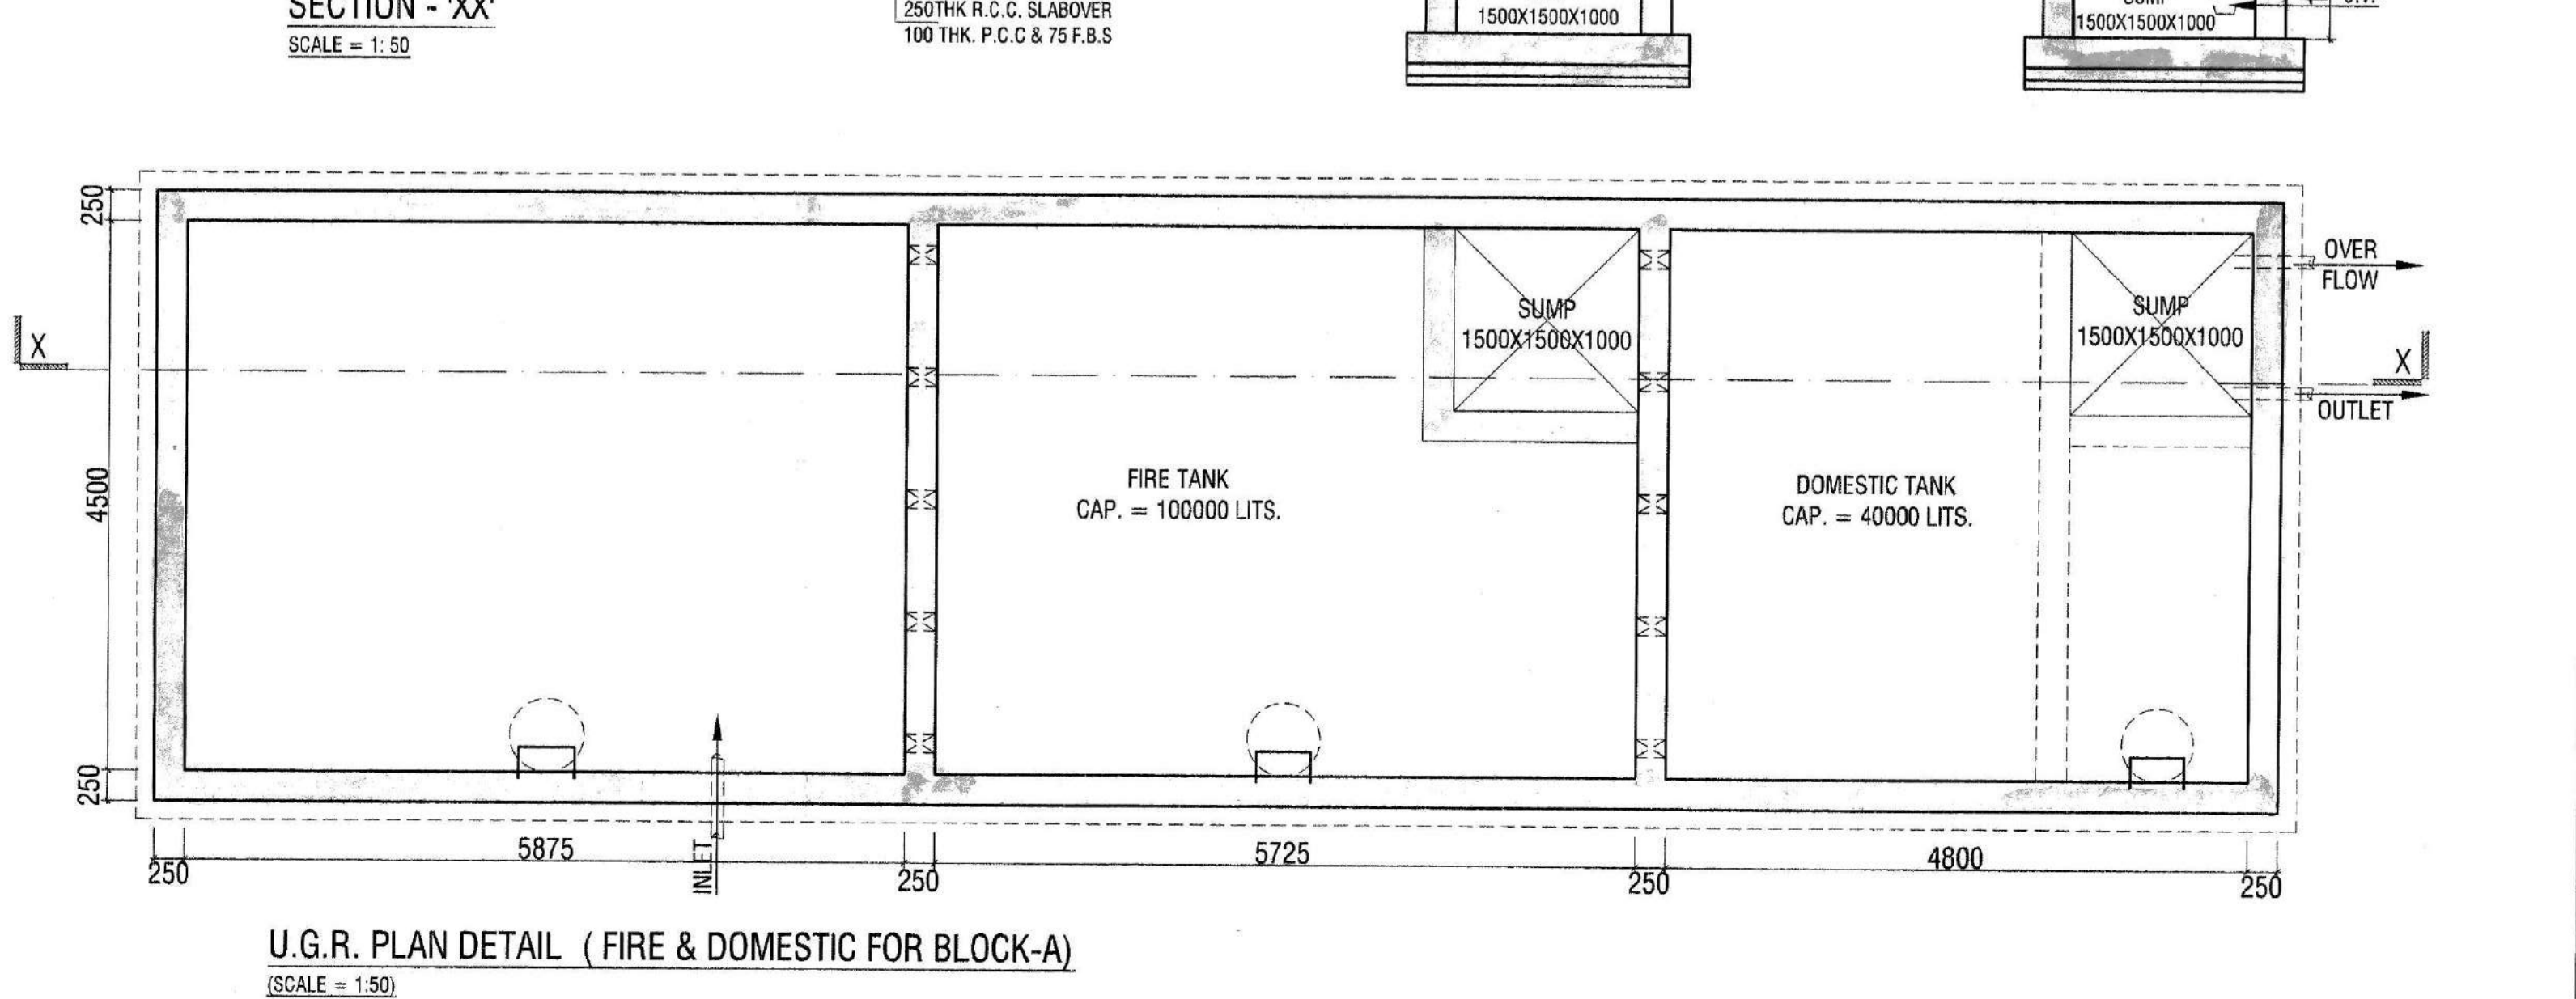 SECTION - 'XX'
SCALE = 1: 50
250THK R.C.C. SLABOVER
100 THK. P.C.C & 75 F.B.S
1500X1500X1000
SUMP
1500X1500X1000
250
4500
250
X
SUMP
1500X1500X1000
SUMP
1500X1500X1000
OVER
FLOW
X
OUTLET
FIRE TANK
CAP. = 100000 LITS.
DOMESTIC TANK
CAP. = 40000 LITS.
250
5875
INLET
250
5725
250
4800
250
U.G.R. PLAN DETAIL ( FIRE & DOMESTIC FOR BLOCK-A)
(SCALE = 1:50)